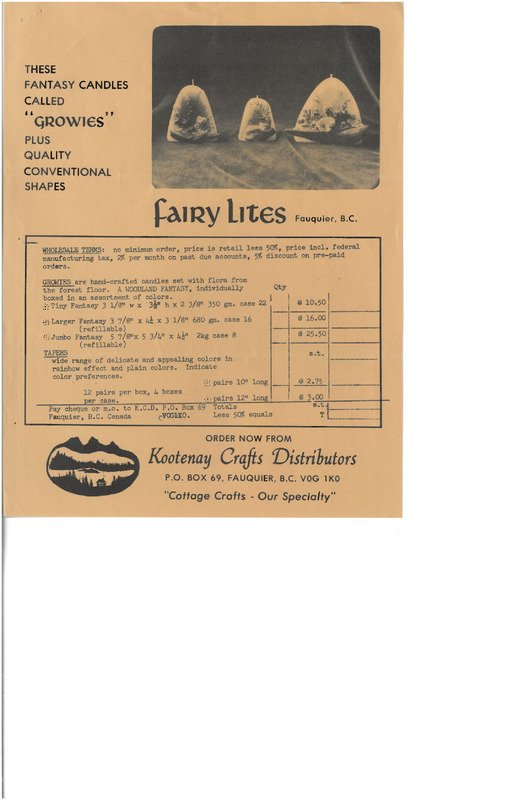 THESE
FANTASY CANDLES
CALLED
"GROWIES"
PLUS
QUALITY
CONVENTIONAL
SHAPES
FAIRY LITES Fauquier, B.C.
WHOLESALE TERMS: no minimum order, price is retail less 50%, price incl. federal
manufacturing tax, 2% per month on past due accounts, 5% discount on pre-paid
orders.
GROWIES are hand-crafted candles set with flora from
the forest floor. A WOODLAND FANTASY, individually Qty
boxed in an assortment of colors.
Tiny Fantasy 3 1/8" w x 3½" h x 2 3/8" 350 gm. case 22 @ 10.50
Larger Fantasy 3 7/8" x 4¼ x 3 1/8" 680 gm. case 16 @ 16.00
(refillable)
Jumbo Fantasy 5 7/8"x 5 3/4" x 4½" 2kg case 8 @ 25.50
(refillable)
TAPERS s.t.
wide range of delicate and appealing colors in
rainbow effect and plain colors. Indicate
color preferences.
pairs 10" long @ 2.75
12 pairs per box, 4 boxes
per case. pairs 12" long @ 3.00
Pay cheque or m.o. to K.C.D. P.O. Box 69 Totals s.t.
Fauquier, B.C. Canada VOG1KO. Less 50% equals T
ORDER NOW FROM
Kootenay Crafts Distributors
P.O. BOX 69, FAUQUIER, B.C. V0G 1K0
"Cottage Crafts - Our Specialty"